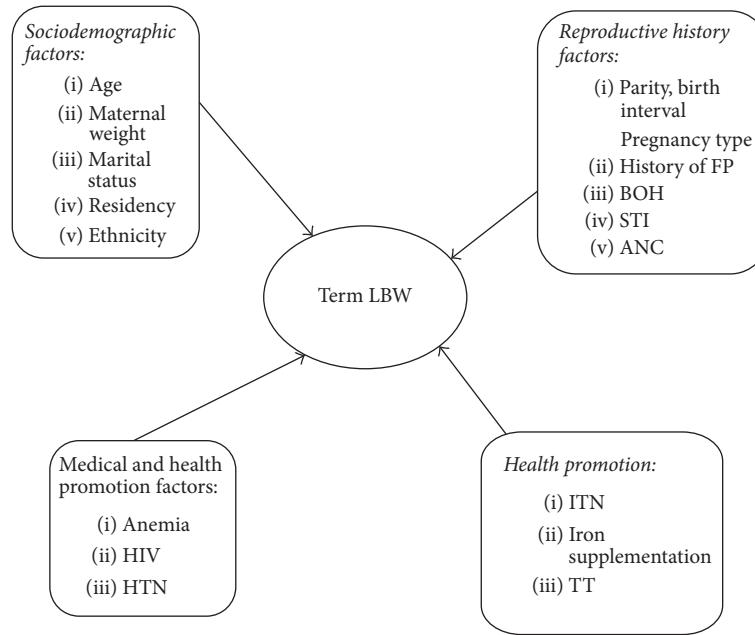 Sociodemographic
factors:
(i) Age
(ii) Maternal
weight
(iii) Marital
status
(iv) Residency
(v) Ethnicity
Reproductive history
factors:
(i) Parity, birth
interval
Pregnancy type
(ii) History of FP
(iii) BOH
(iv) STI
(v) ANC
Term LBW
Medical and health
promotion factors:
(i) Anemia
(ii) HIV
(iii) HTN
Health promotion:
(i) ITN
(ii) Iron
supplementation
(iii) TT